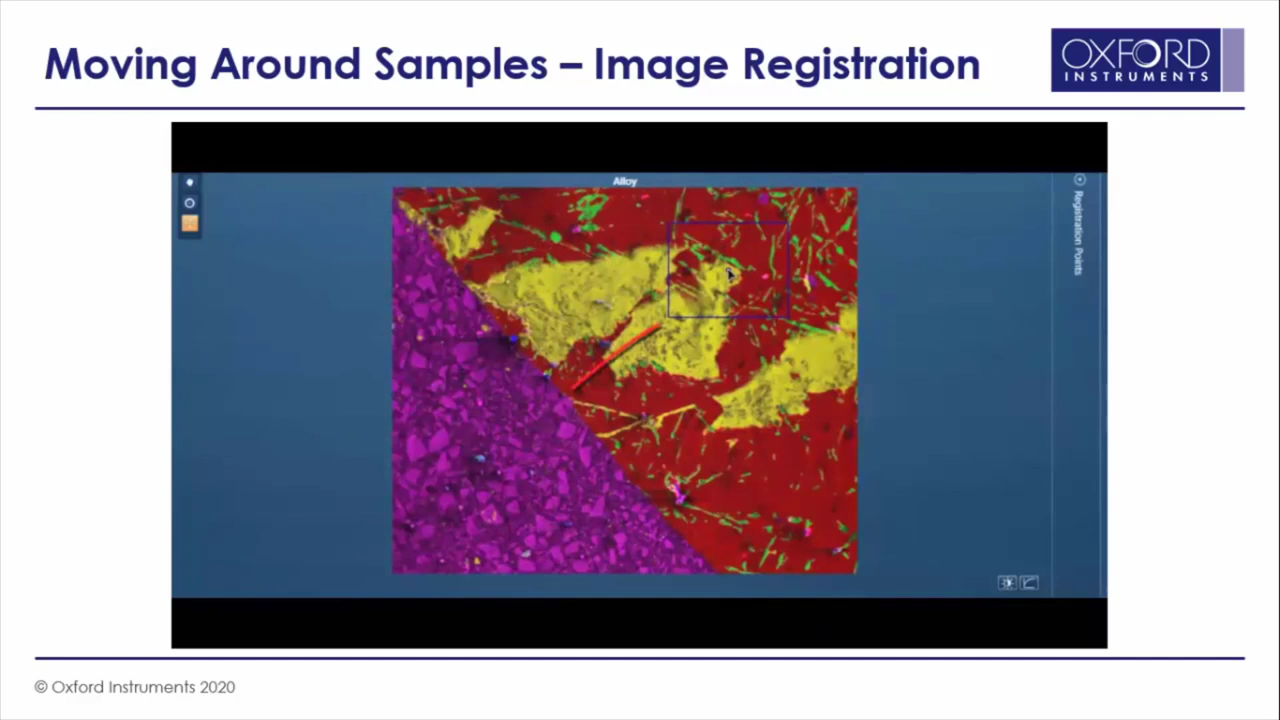 Moving Around Samples – Image Registration
OXFORD
INSTRUMENTS
Alloy
Registration Points
© Oxford Instruments 2020